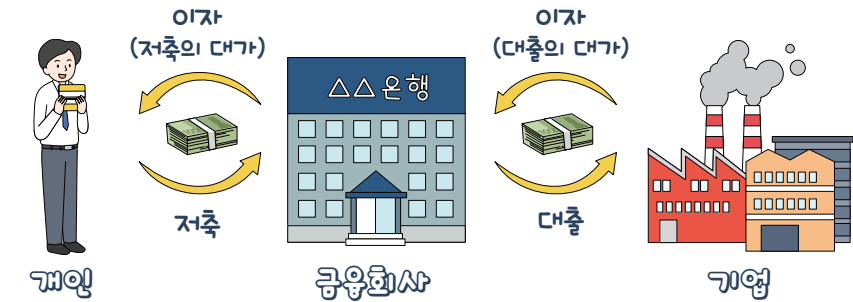 이자
(저축의 대가)
이자
(대출의 대가)
△△은행
저축
대출
개인
금융회사
기업